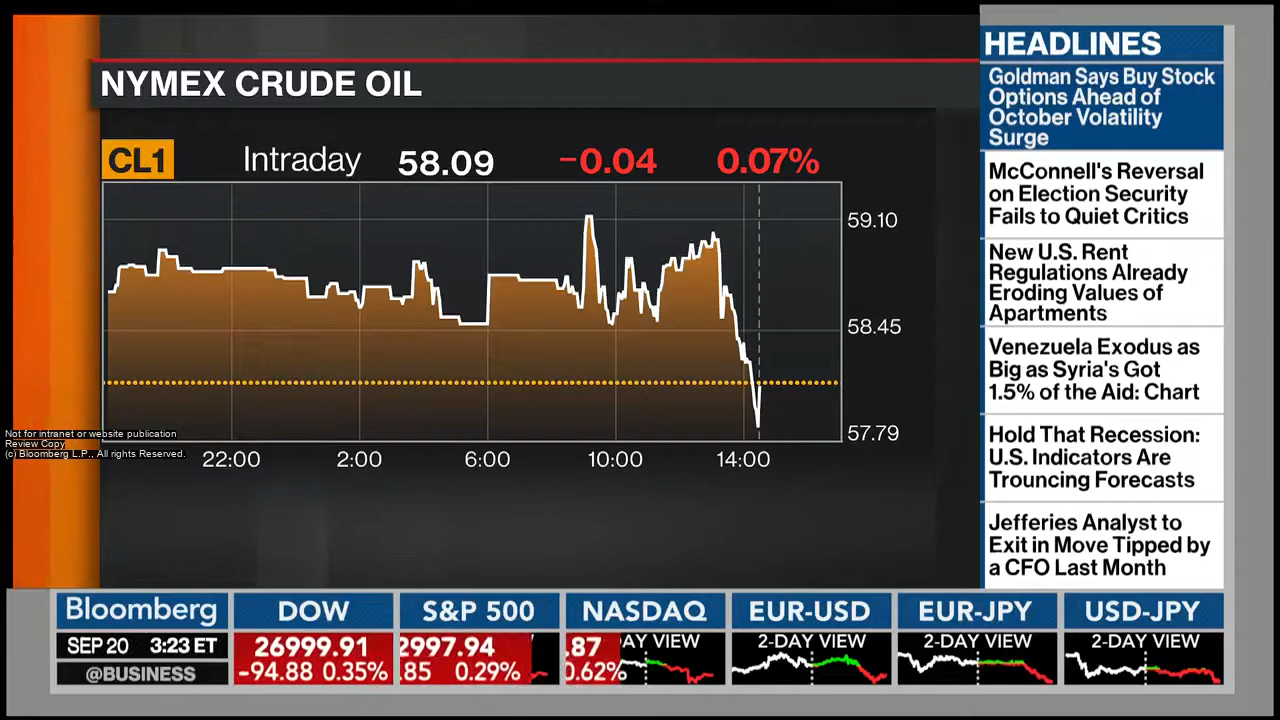 NYMEX CRUDE OIL
CL1 Intraday 58.09 −0.04 0.07%
59.10
58.45
57.79
22:00 2:00 6:00 10:00 14:00
Not for intranet or website publication
Review Copy
(c) Bloomberg L.P., All rights Reserved.
HEADLINES
Goldman Says Buy Stock
Options Ahead of
October Volatility
Surge
McConnell's Reversal
on Election Security
Fails to Quiet Critics
New U.S. Rent
Regulations Already
Eroding Values of
Apartments
Venezuela Exodus as
Big as Syria's Got
1.5% of the Aid: Chart
Hold That Recession:
U.S. Indicators Are
Trouncing Forecasts
Jefferies Analyst to
Exit in Move Tipped by
a CFO Last Month
Bloomberg DOW S&P 500 NASDAQ EUR-USD EUR-JPY USD-JPY
SEP 20 3:23 ET 26999.91 2997.94 .87 AY VIEW 2-DAY VIEW 2-DAY VIEW 2-DAY VIEW
@BUSINESS −94.88 0.35% .85 0.29% 0.62%